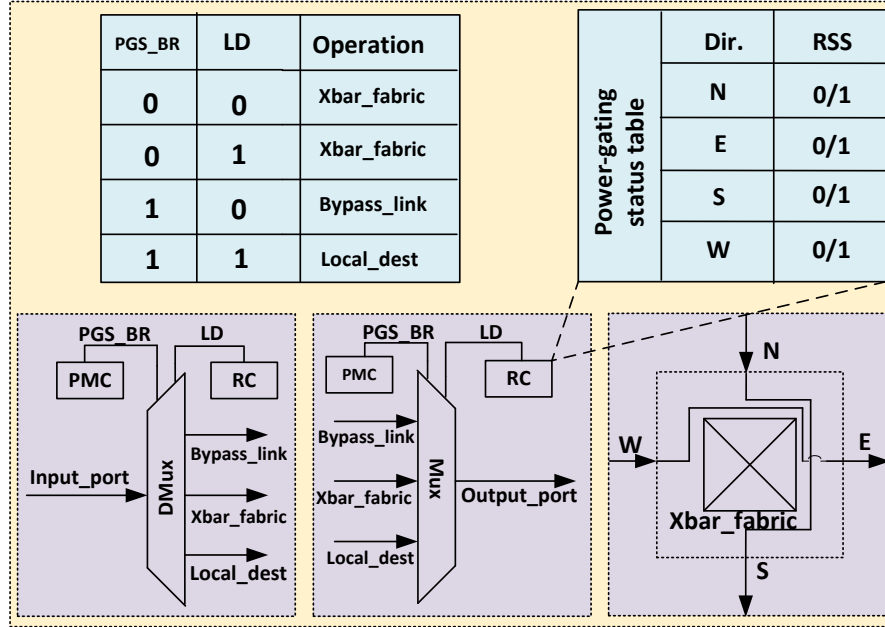 PGS_BR LD Operation
0 0 Xbar_fabric
0 1 Xbar_fabric
1 0 Bypass_link
1 1 Local_dest
Power-gating
status table
Dir. RSS
N 0/1
E 0/1
S 0/1
W 0/1
PGS_BR LD
PMC RC
Input_port
DMux
Bypass_link
Xbar_fabric
Local_dest
PGS_BR LD
PMC RC
Bypass_link
Xbar_fabric
Local_dest
Mux
Output_port
N
W
E
Xbar_fabric
S